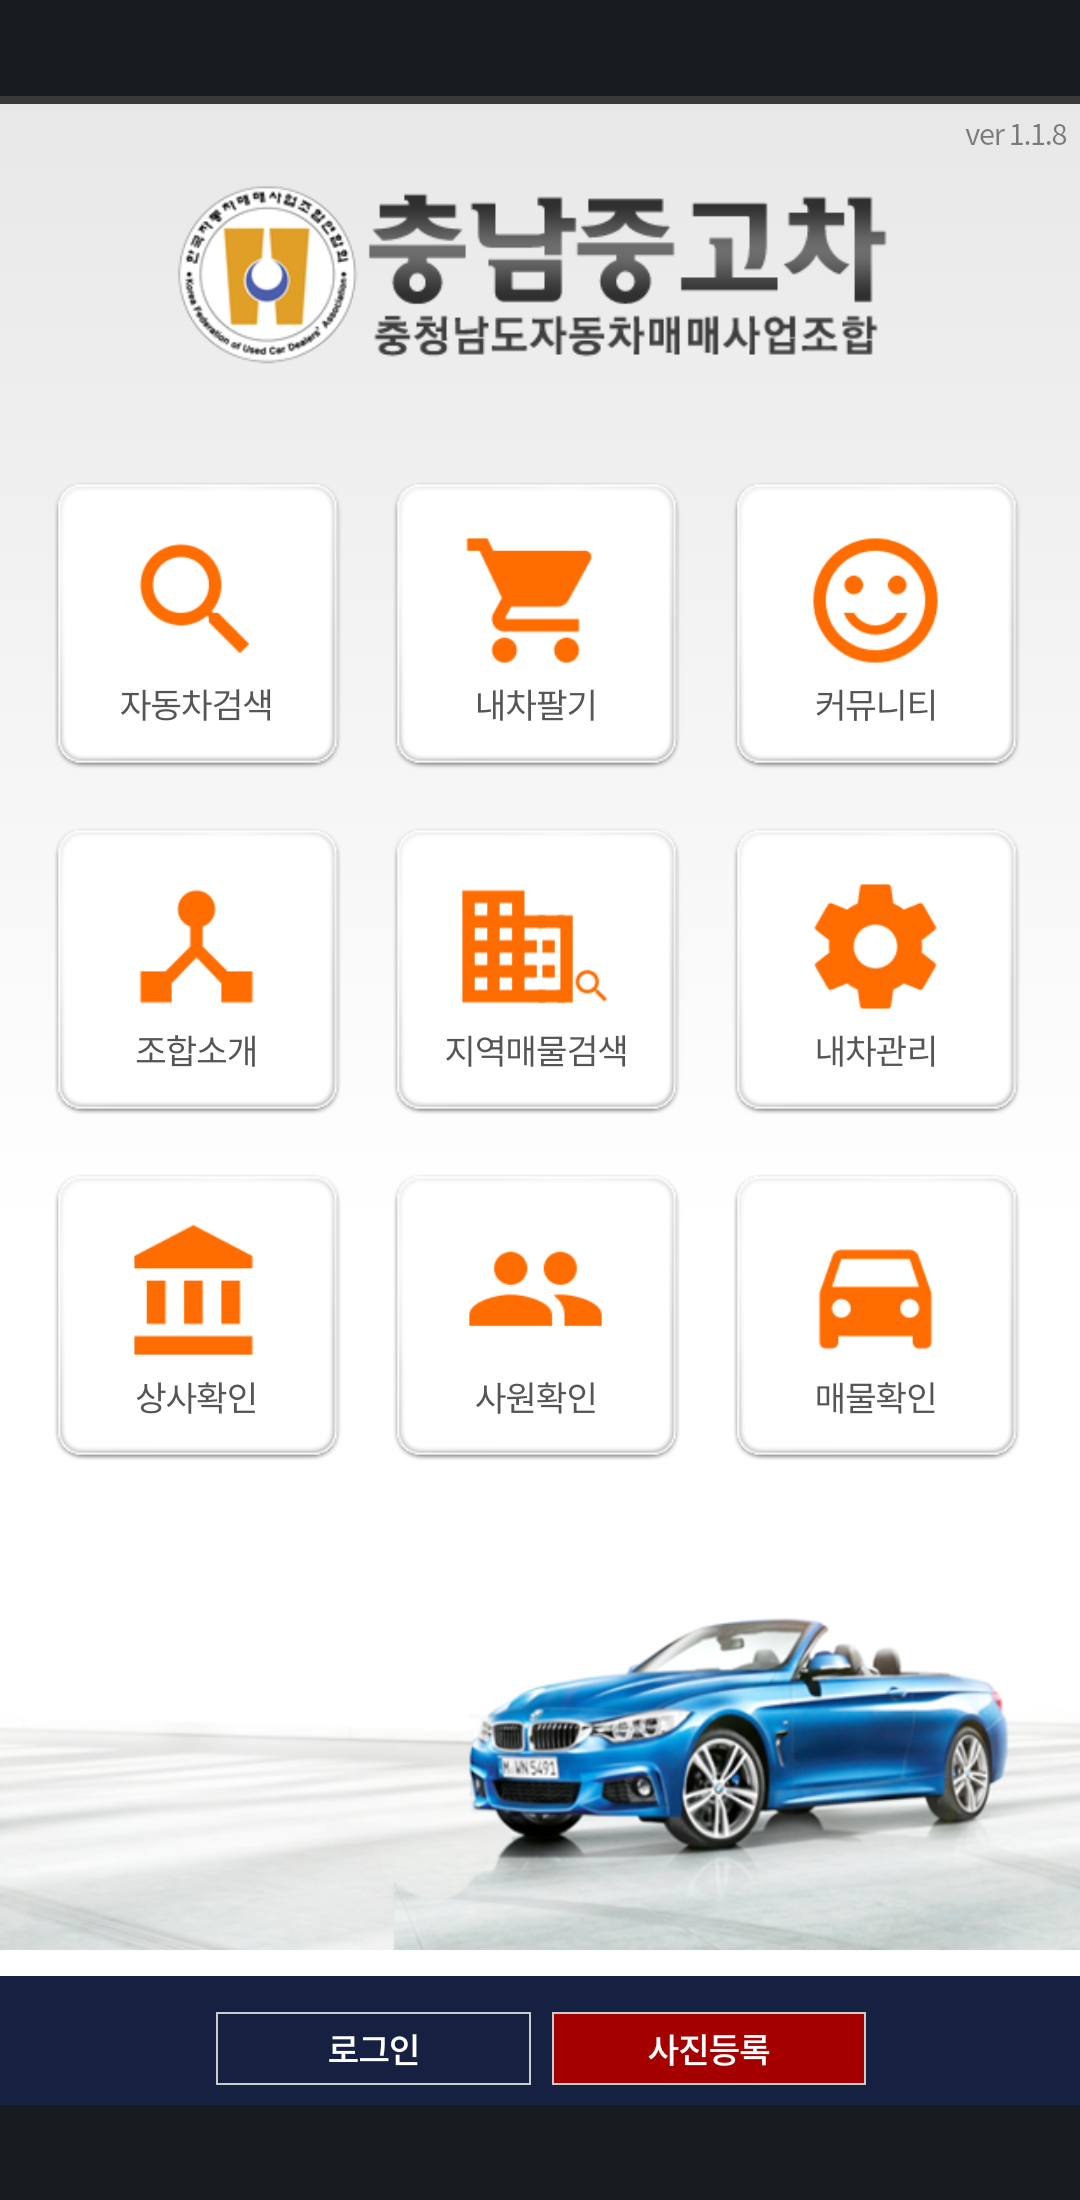 ver 1.1.8
한국자동차매매사업조합연합회
Korea Federation of Used Car Dealers' Association
충남중고차
충청남도자동차매매사업조합
자동차검색
내차팔기
커뮤니티
조합소개
지역매물검색
내차관리
상사확인
사원확인
매물확인
M WN 5491
로그인
사진등록